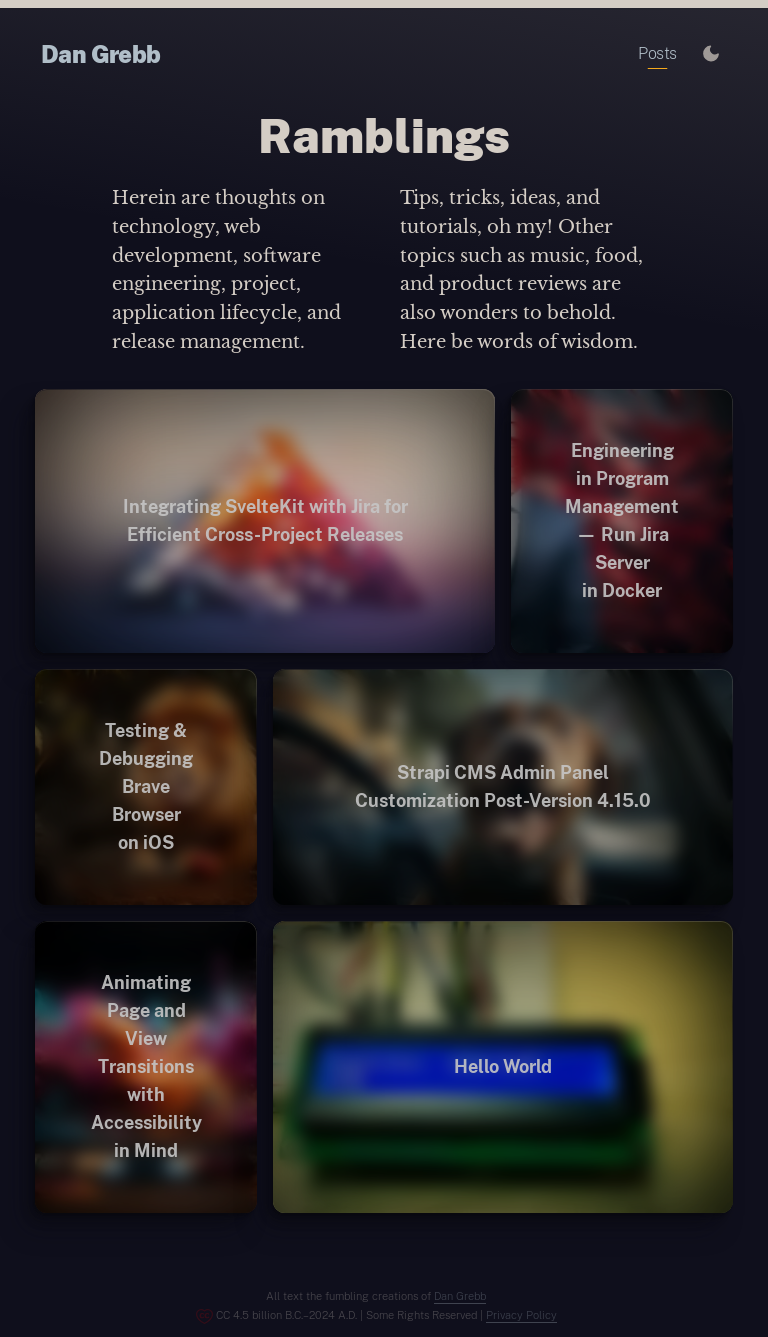 Dan Grebb
Posts
Ramblings
Herein are thoughts on
technology, web
development, software
engineering, project,
application lifecycle, and
release management.
Tips, tricks, ideas, and
tutorials, oh my! Other
topics such as music, food,
and product reviews are
also wonders to behold.
Here be words of wisdom.
Integrating SvelteKit with Jira for
Efficient Cross-Project Releases
Engineering
in Program
Management
— Run Jira
Server
in Docker
Testing &
Debugging
Brave
Browser
on iOS
Strapi CMS Admin Panel
Customization Post-Version 4.15.0
Animating
Page and
View
Transitions
with
Accessibility
in Mind
Hello World
All text the fumbling creations of Dan Grebb
CC 4.5 billion B.C.–2024 A.D. | Some Rights Reserved | Privacy Policy